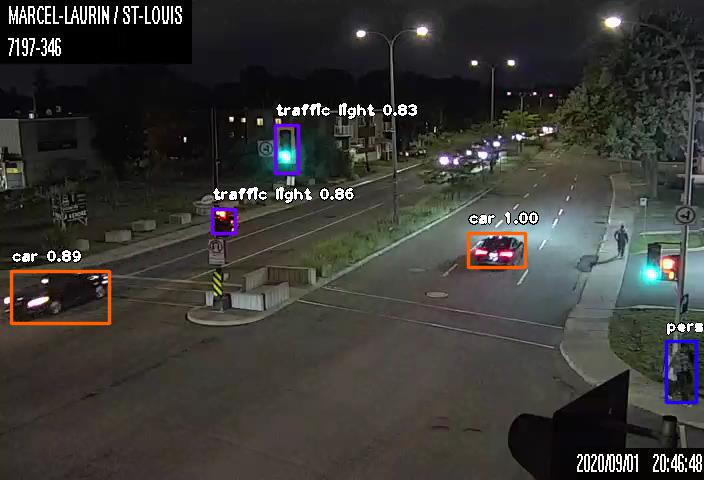 MARCEL-LAURIN / ST-LOUIS
7197-346
traffic light 0.83
traffic light 0.86
car 1.00
car 0.89
pers
2020/09/01 20:46:48